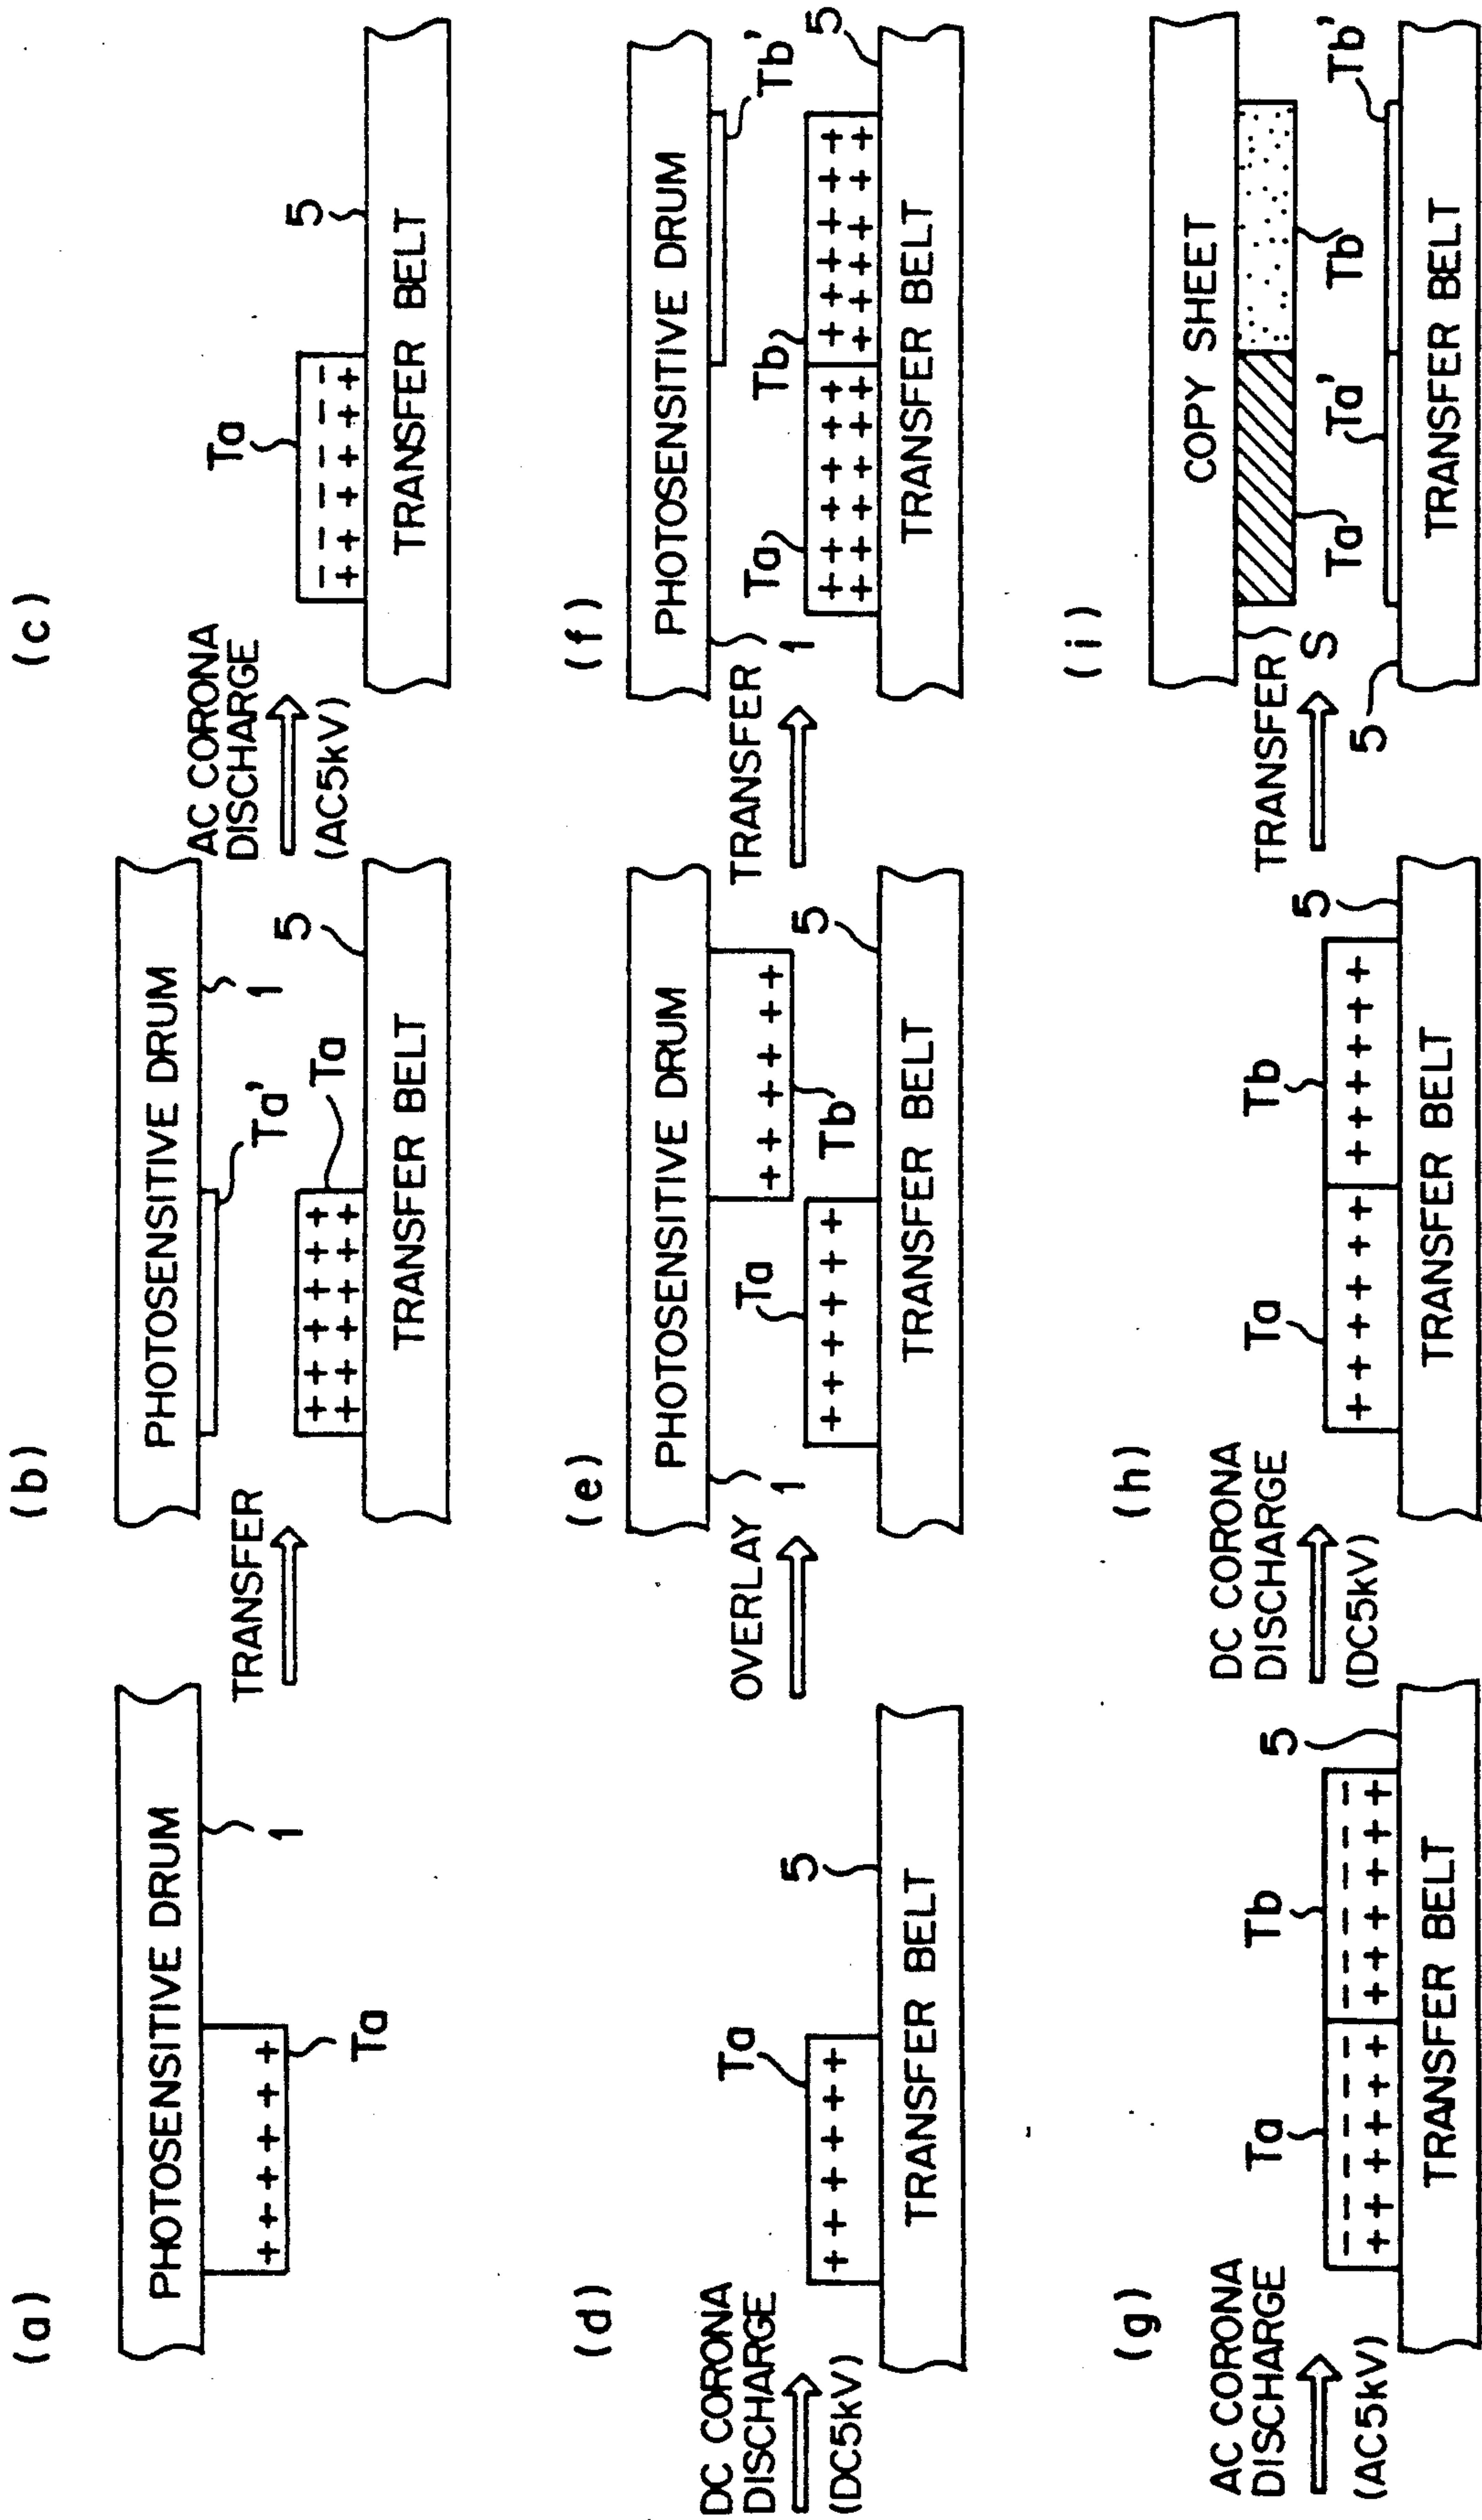 (a)
PHOTOSENSITIVE DRUM
1
+ + + + + +
Ta
TRANSFER
(b)
PHOTOSENSITIVE DRUM
1
Ta'
Ta
5
+ + + + + +
+ + + + + +
TRANSFER BELT
AC CORONA
DISCHARGE
(AC5kV)
(c)
Ta
5
− − − − −
+ + + + + +
TRANSFER BELT
DC CORONA
DISCHARGE
(DC5kV)
(d)
Ta
5
+ + + + + +
TRANSFER BELT
OVERLAY
(e)
PHOTOSENSITIVE DRUM
1
+ + + + + +
Tb
Ta
5
+ + + + + +
TRANSFER BELT
TRANSFER
(f)
PHOTOSENSITIVE DRUM
1
Tb'
Ta
Tb
5
+ + + + + + + + + + + +
+ + + + + + + + + + + +
TRANSFER BELT
AC CORONA
DISCHARGE
(AC5kV)
(g)
Ta
Tb
5
− − − − − − − − − − − −
+ + + + + + + + + + + +
TRANSFER BELT
DC CORONA
DISCHARGE
(DC5kV)
(h)
Ta
Tb
5
+ + + + + + + + + + + +
TRANSFER BELT
TRANSFER
(i)
COPY SHEET
S
Ta
Ta'
Tb
Tb'
5
TRANSFER BELT